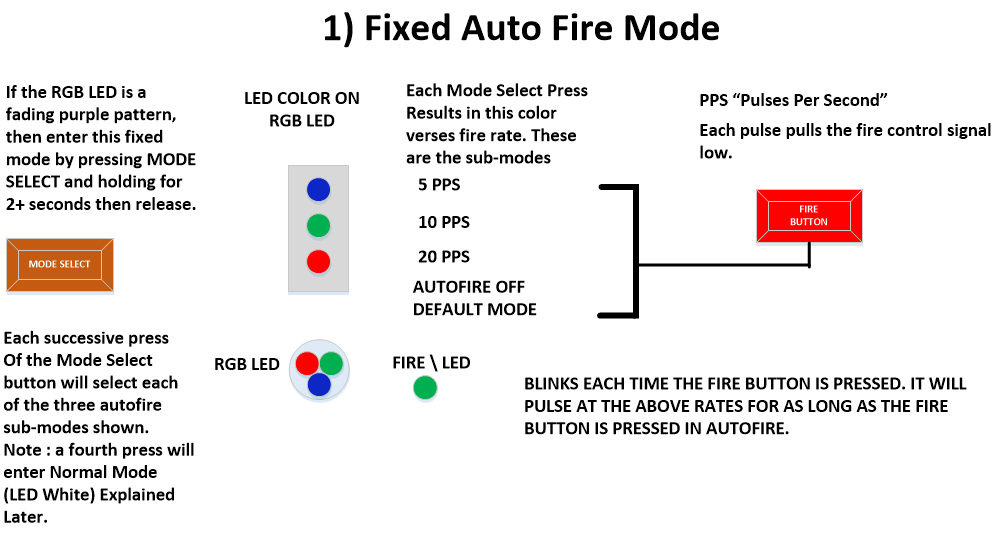 1) Fixed Auto Fire Mode
If the RGB LED is a
fading purple pattern,
then enter this fixed
mode by pressing MODE
SELECT and holding for
2+ seconds then release.
MODE SELECT
Each successive press
Of the Mode Select
button will select each
of the three autofire
sub-modes shown.
Note : a fourth press will
enter Normal Mode
(LED White) Explained
Later.
LED COLOR ON
RGB LED
Each Mode Select Press
Results in this color
verses fire rate. These
are the sub-modes
5 PPS
10 PPS
20 PPS
AUTOFIRE OFF
DEFAULT MODE
RGB LED
FIRE \ LED
PPS “Pulses Per Second”
Each pulse pulls the fire control signal
low.
FIRE
BUTTON
BLINKS EACH TIME THE FIRE BUTTON IS PRESSED. IT WILL
PULSE AT THE ABOVE RATES FOR AS LONG AS THE FIRE
BUTTON IS PRESSED IN AUTOFIRE.